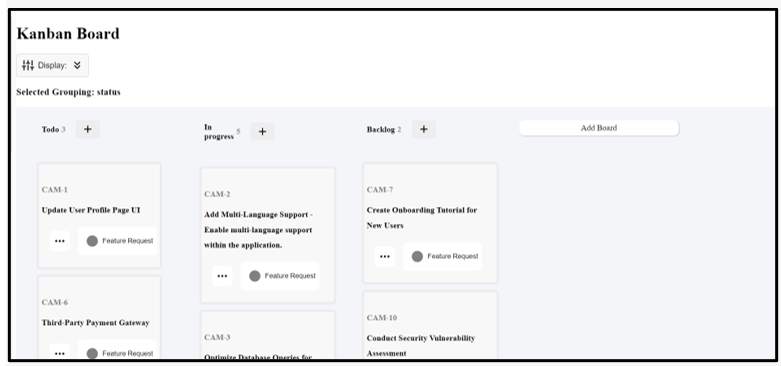 Kanban Board
Display:
Selected Grouping: status
Todo 3 +
In progress 5 +
Backlog 2 +
Add Board
CAM-1
Update User Profile Page UI
... Feature Request
CAM-6
Third-Party Payment Gateway
... Feature Request
CAM-2
Add Multi-Language Support -
Enable multi-language support
within the application.
... Feature Request
CAM-3
Optimize Database Queries for
CAM-7
Create Onboarding Tutorial for
New Users
... Feature Request
CAM-10
Conduct Security Vulnerability
Assessment